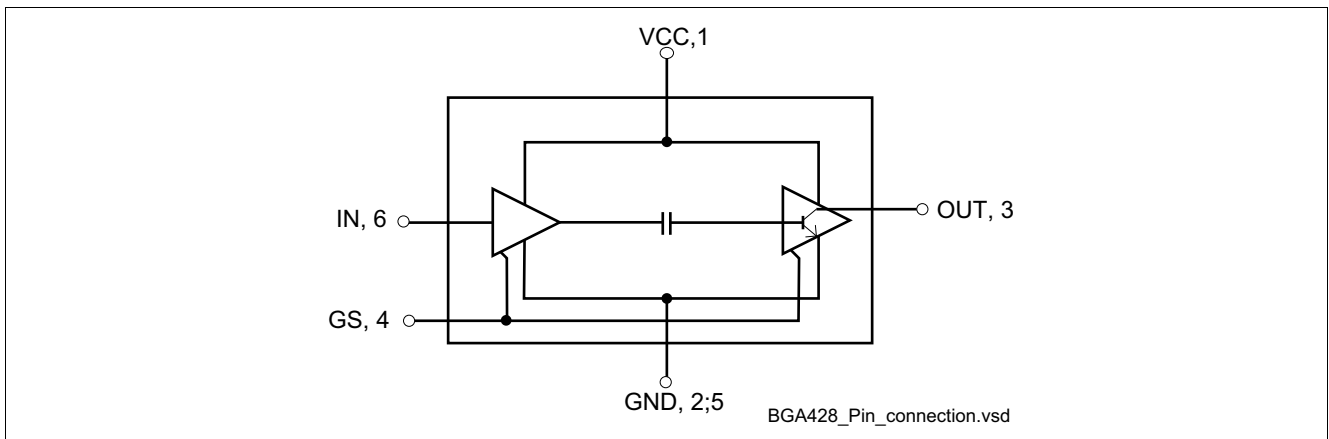 VCC,1
IN, 6
OUT, 3
GS, 4
GND, 2;5
BGA428_Pin_connection.vsd